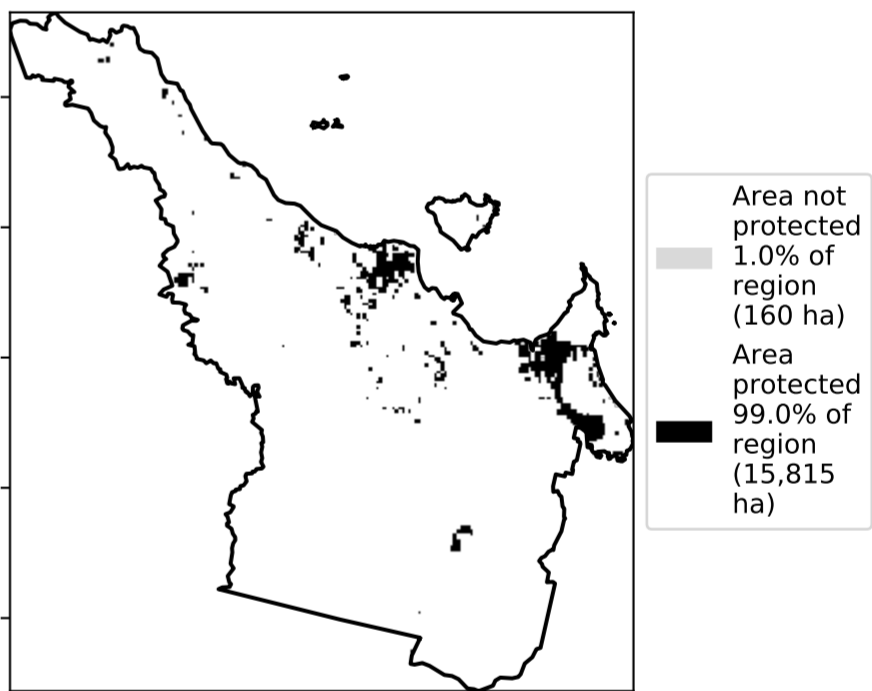 Area not
protected
1.0% of
region
(160 ha)
Area
protected
99.0% of
region
(15,815
ha)